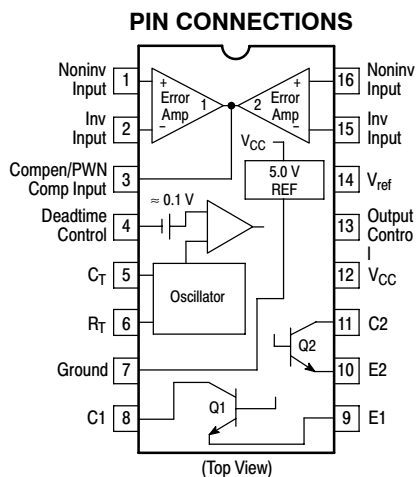 PIN CONNECTIONS
Noninv
Input
1
Inv
Input
2
Compen/PWN
Comp Input
3
Deadtime
Control
4
CT
5
RT
6
Ground
7
C1
8
+
Error
Amp
1
–
+
2
Error
Amp
–
VCC
5.0 V
REF
≈ 0.1 V
Oscillator
Q2
Q1
16
Noninv
Input
15
Inv
Input
14
Vref
13
Output
Contro
l
12
VCC
11
C2
10
E2
9
E1
(Top View)